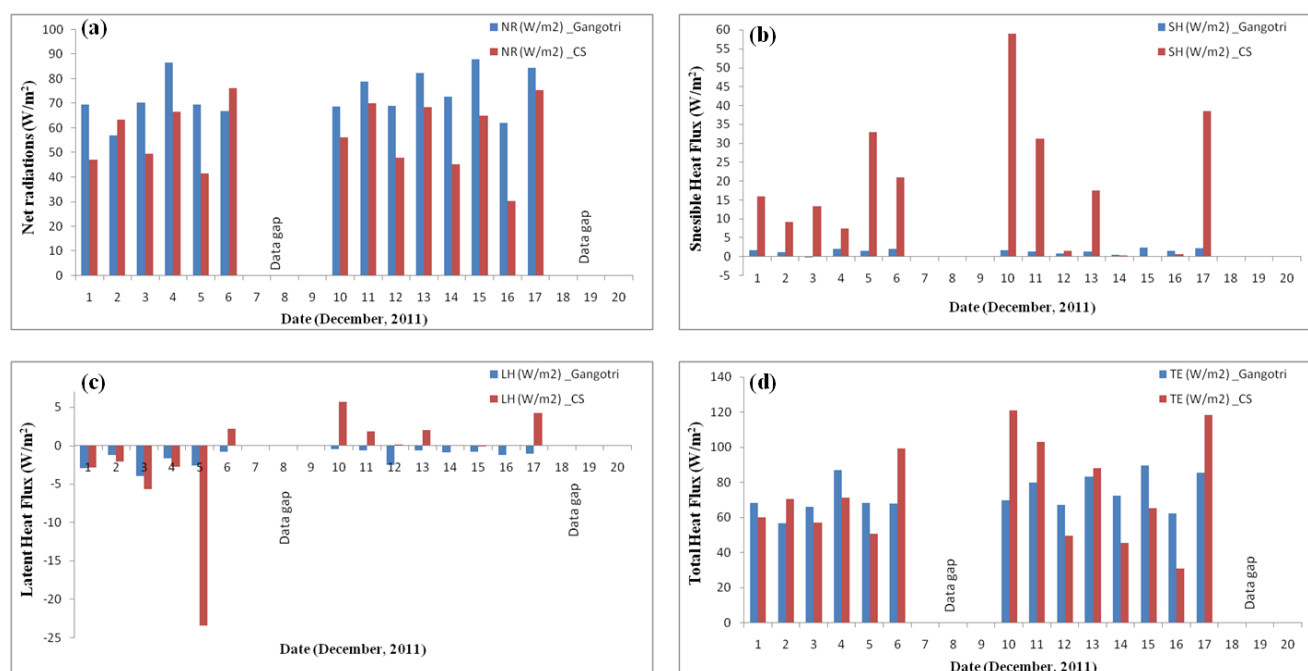 (a)
NR (W/m2) _Gangotri
NR (W/m2) _CS
Net radiations (W/m²)
100
90
80
70
60
50
40
30
20
10
0
Data gap
Data gap
1 2 3 4 5 6 7 8 9 10 11 12 13 14 15 16 17 18 19 20
Date (December, 2011)
(b)
SH (W/m2) _Gangotri
SH (W/m2) _CS
Snesible Heat Flux (W/m²)
60
55
50
45
40
35
30
25
20
15
10
5
0
-5
1 2 3 4 5 6 7 8 9 10 11 12 13 14 15 16 17 18 19 20
Date (December, 2011)
(c)
LH (W/m2) _Gangotri
LH (W/m2) _CS
Latent Heat Flux (W/m²)
5
0
-5
-10
-15
-20
-25
1 2 3 4 5 6 7 8 9 10 11 12 13 14 15 16 17 18 19 20
Data gap
Data gap
Date (December, 2011)
(d)
TE (W/m2) _Gangotri
TE (W/m2) _CS
Total Heat Flux (W/m²)
140
120
100
80
60
40
20
0
Data gap
Data gap
1 2 3 4 5 6 7 8 9 10 11 12 13 14 15 16 17 18 19 20
Date (December, 2011)